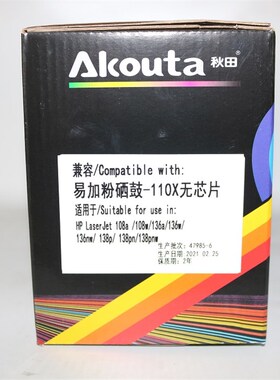 Akouta 秋田
兼容/Compatible with:
易加粉硒鼓-110X无芯片
适用于/Suitable for use in:
HP LaserJet 108a /108w/136a/136w/
136nw/ 138p/ 138pn/138pnw
生产批次: 47985-6
生产日期: 2021 02 25
保质期: 2年